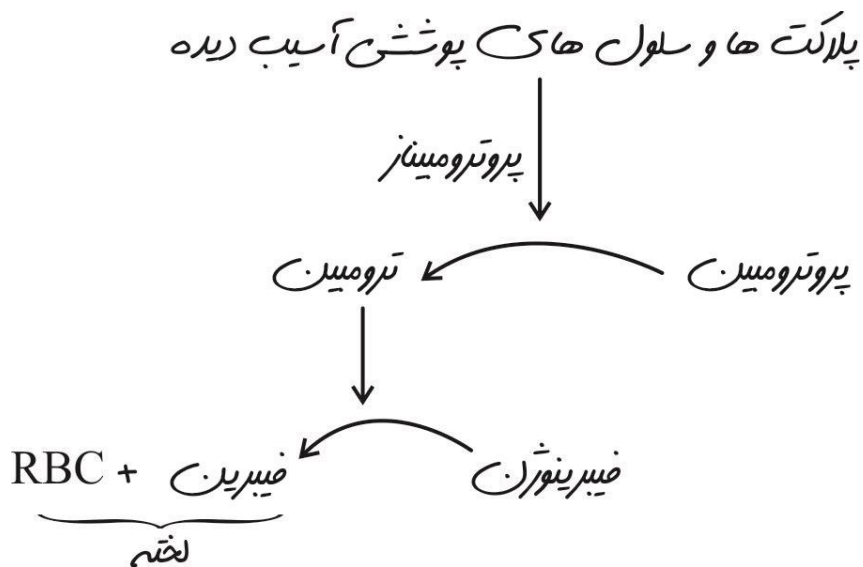 پلاکت ها و سلول های پوششی آسیب دیده
پروترومبیناز
پروترومبین
ترومبین
فیبرینوژن
فیبرین + RBC
لخته